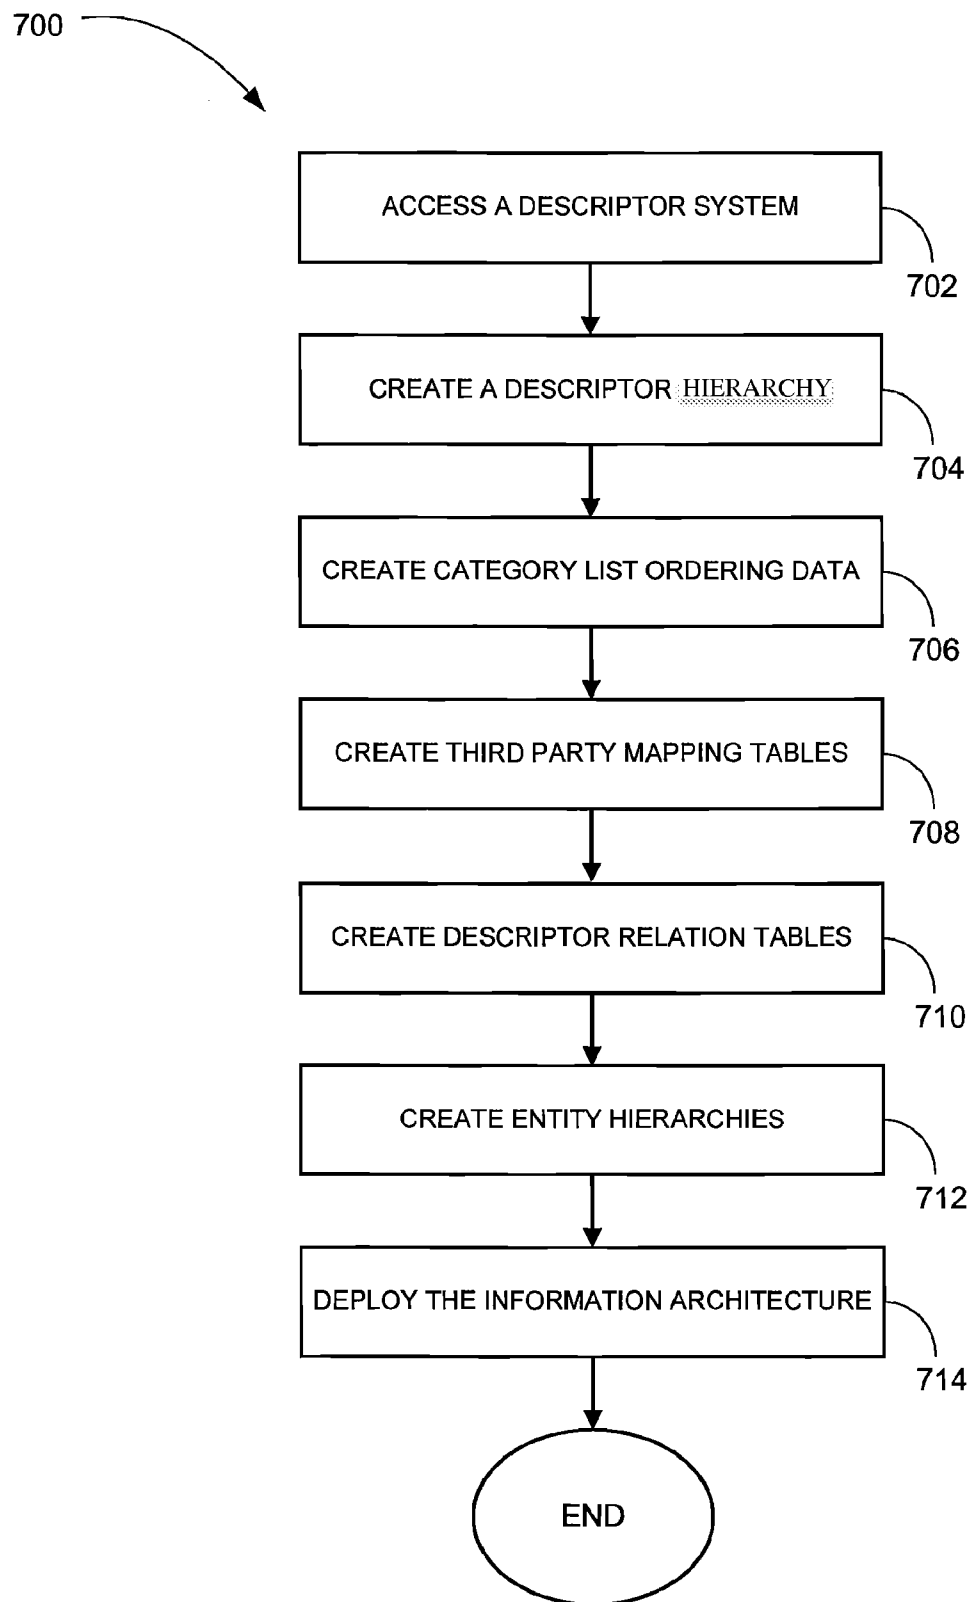 700
ACCESS A DESCRIPTOR SYSTEM
702
CREATE A DESCRIPTOR HIERARCHY
704
CREATE CATEGORY LIST ORDERING DATA
706
CREATE THIRD PARTY MAPPING TABLES
708
CREATE DESCRIPTOR RELATION TABLES
710
CREATE ENTITY HIERARCHIES
712
DEPLOY THE INFORMATION ARCHITECTURE
714
END